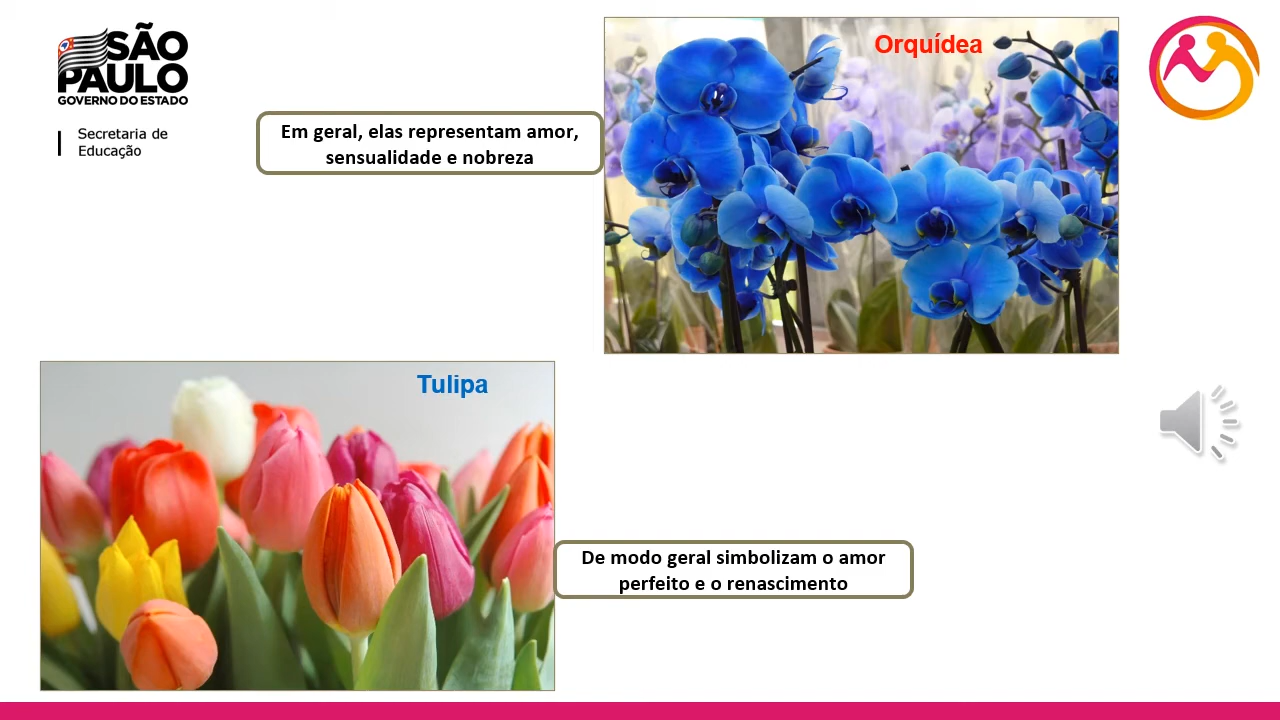 SÃO
PAULO
GOVERNO DO ESTADO
Secretaria de
Educação
Em geral, elas representam amor,
sensualidade e nobreza
Orquídea
Tulipa
De modo geral simbolizam o amor
perfeito e o renascimento